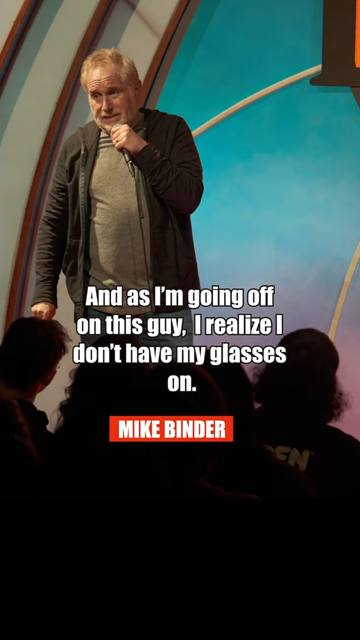 And as I'm going off
on this guy,  I realize I
don't have my glasses
on.
MIKE BINDER